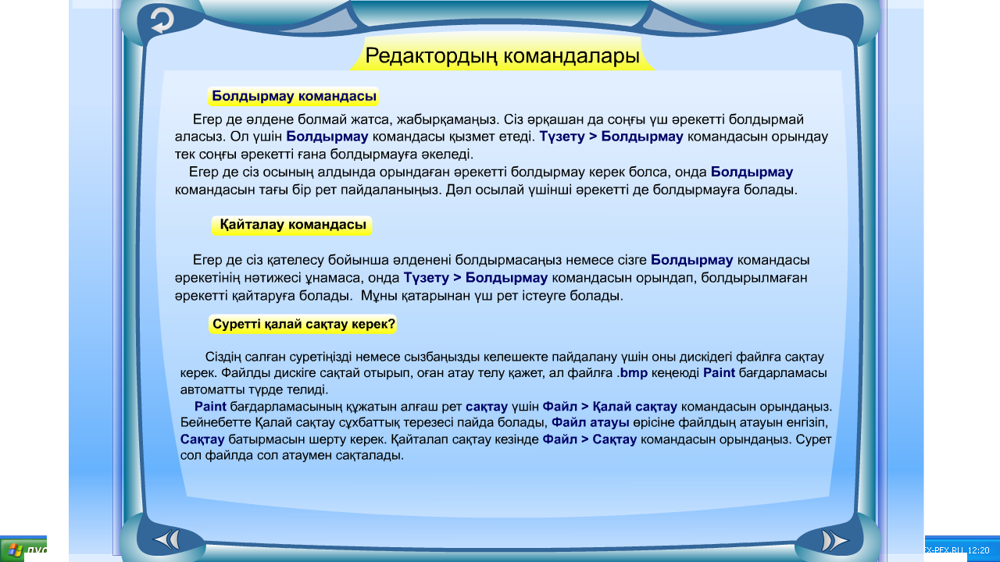 Редактордың командалары
Болдырмау командасы
Егер де әлдене болмай жатса, жабырқамаңыз. Сіз әрқашан да соңғы үш әрекетті болдырмай
аласыз. Ол үшін Болдырмау командасы қызмет етеді. Түзету > Болдырмау командасын орындау
тек соңғы әрекетті ғана болдырмауға әкеледі.
Егер де сіз осының алдында орындаған әрекетті болдырмау керек болса, онда Болдырмау
командасын тағы бір рет пайдаланыңыз. Дәл осылай үшінші әрекетті де болдырмауға болады.
Қайталау командасы
Егер де сіз қателесу бойынша әлденені болдырмасаңыз немесе сізге Болдырмау командасы
әрекетінің нәтижесі ұнамаса, онда Түзету > Болдырмау командасын орындап, болдырылмаған
әрекетті қайтаруға болады. Мұны қатарынан үш рет істеуге болады.
Суретті қалай сақтау керек?
Сіздің салған суретіңізді немесе сызбаңызды келешекте пайдалану үшін оны дискідегі файлға сақтау
керек. Файлды дискіге сақтай отырып, оған атау телу қажет, ал файлға .bmp кеңеюді Paint бағдарламасы
автоматты түрде телиді.
Paint бағдарламасының құжатын алғаш рет сақтау үшін Файл > Қалай сақтау командасын орындаңыз.
Бейнебетте Қалай сақтау сұхбаттық терезесі пайда болады, Файл атауы өрісіне файлдың атауын енгізіп,
Сақтау батырмасын шерту керек. Қайталап сақтау кезінде Файл > Сақтау командасын орындаңыз. Сурет
сол файлда сол атаумен сақталады.
12:20